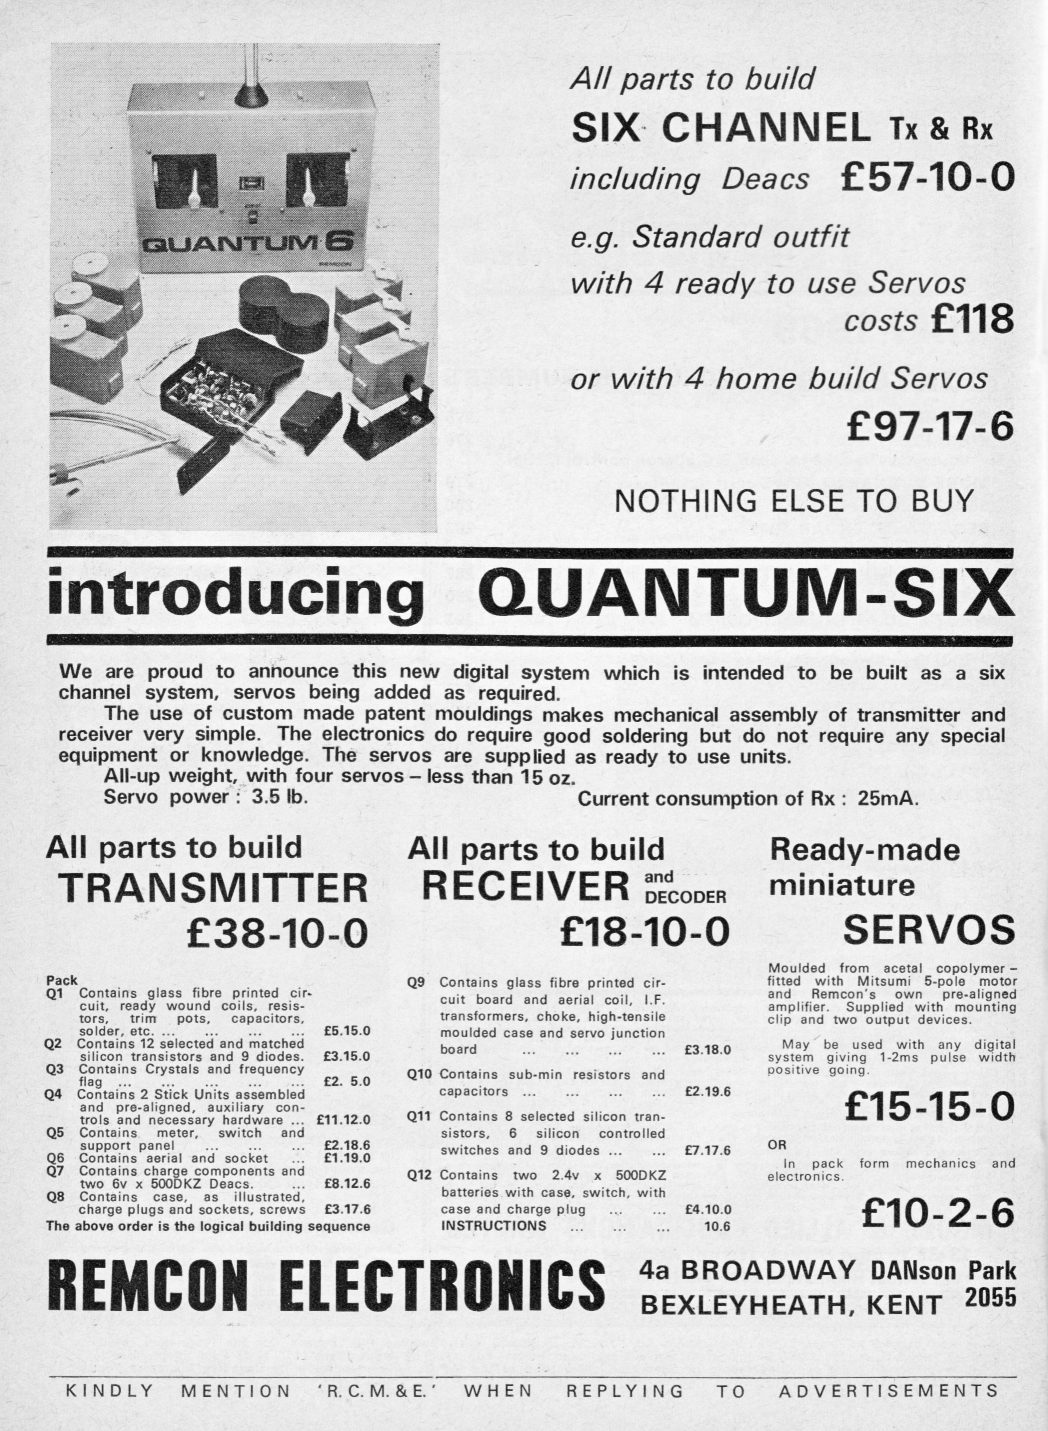 QUANTUM 6
REMCON
All parts to build
SIX CHANNEL Tx & Rx
including Deacs £57-10-0
e.g. Standard outfit
with 4 ready to use Servos
costs £118
or with 4 home build Servos
£97-17-6
NOTHING ELSE TO BUY
introducing QUANTUM-SIX
We are proud to announce this new digital system which is intended to be built as a six
channel system, servos being added as required.
The use of custom made patent mouldings makes mechanical assembly of transmitter and
receiver very simple. The electronics do require good soldering but do not require any special
equipment or knowledge. The servos are supplied as ready to use units.
All-up weight, with four servos – less than 15 oz.
Servo power : 3.5 lb. Current consumption of Rx : 25mA.
All parts to build
TRANSMITTER
£38-10-0
Pack
Q1 Contains glass fibre printed cir-
cuit, ready wound coils, resis-
tors, trim pots, capacitors,
solder, etc. ... ... ... ... £5.15.0
Q2 Contains 12 selected and matched
silicon transistors and 9 diodes. £3.15.0
Q3 Contains Crystals and frequency
flag ... ... ... ... ... £2. 5.0
Q4 Contains 2 Stick Units assembled
and pre-aligned, auxiliary con-
trols and necessary hardware ... £11.12.0
Q5 Contains meter, switch and
support panel ... ... ... £2.18.6
Q6 Contains aerial and socket ... £1.19.0
Q7 Contains charge components and
two 6v x 500DKZ Deacs. ... £8.12.6
Q8 Contains case, as illustrated,
charge plugs and sockets, screws £3.17.6
The above order is the logical building sequence
All parts to build
RECEIVER and DECODER
£18-10-0
Q9 Contains glass fibre printed cir-
cuit board and aerial coil, I.F.
transformers, choke, high-tensile
moulded case and servo junction
board ... ... ... ... £3.18.0
Q10 Contains sub-min resistors and
capacitors ... ... ... ... £2.19.6
Q11 Contains 8 selected silicon tran-
sistors, 6 silicon controlled
switches and 9 diodes ... ... £7.17.6
Q12 Contains two 2.4v x 500DKZ
batteries with case, switch, with
case and charge plug ... ... £4.10.0
INSTRUCTIONS ... ... ... 10.6
Ready-made
miniature
SERVOS
Moulded from acetal copolymer –
fitted with Mitsumi 5-pole motor
and Remcon's own pre-aligned
amplifier. Supplied with mounting
clip and two output devices.
May be used with any digital
system giving 1-2ms pulse width
positive going.
£15-15-0
OR
In pack form mechanics and
electronics.
£10-2-6
REMCON ELECTRONICS
4a BROADWAY DANson Park
BEXLEYHEATH, KENT 2055
KINDLY MENTION 'R.C.M.&E.' WHEN REPLYING TO ADVERTISEMENTS